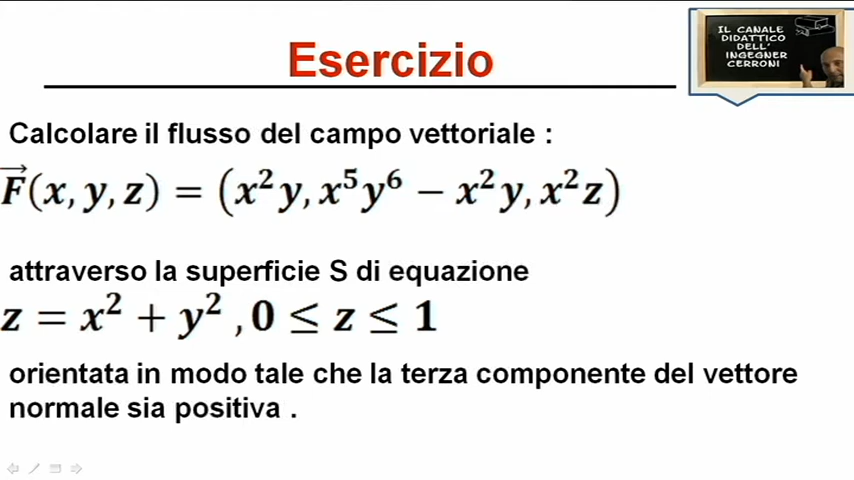 Esercizio
IL CANALE
DIDATTICO
DELL'
INGEGNER
CERRONI
Calcolare il flusso del campo vettoriale :
F⃗(x, y, z) = (x²y, x⁵y⁶ − x²y, x²z)
attraverso la superficie S di equazione
z = x² + y² , 0 ≤ z ≤ 1
orientata in modo tale che la terza componente del vettore
normale sia positiva .